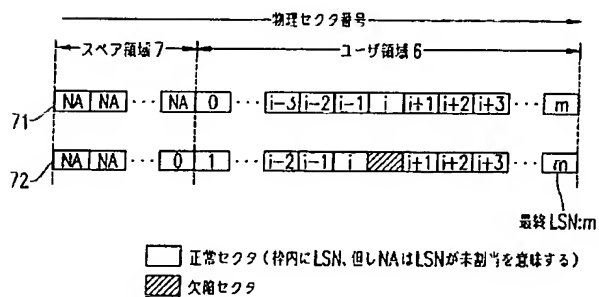 物理セクタ番号
スペア領域7 ユーザ領域6
71 NA NA ··· NA 0 ··· i-3 i-2 i-1 i i+1 i+2 i+3 ··· m
72 NA NA ··· 0 1 ··· i-2 i-1 i i+1 i+2 i+3 ··· m
最終LSN:m
正常セクタ(枠内にLSN、但しNAはLSNが未割当を意味する)
欠陥セクタ